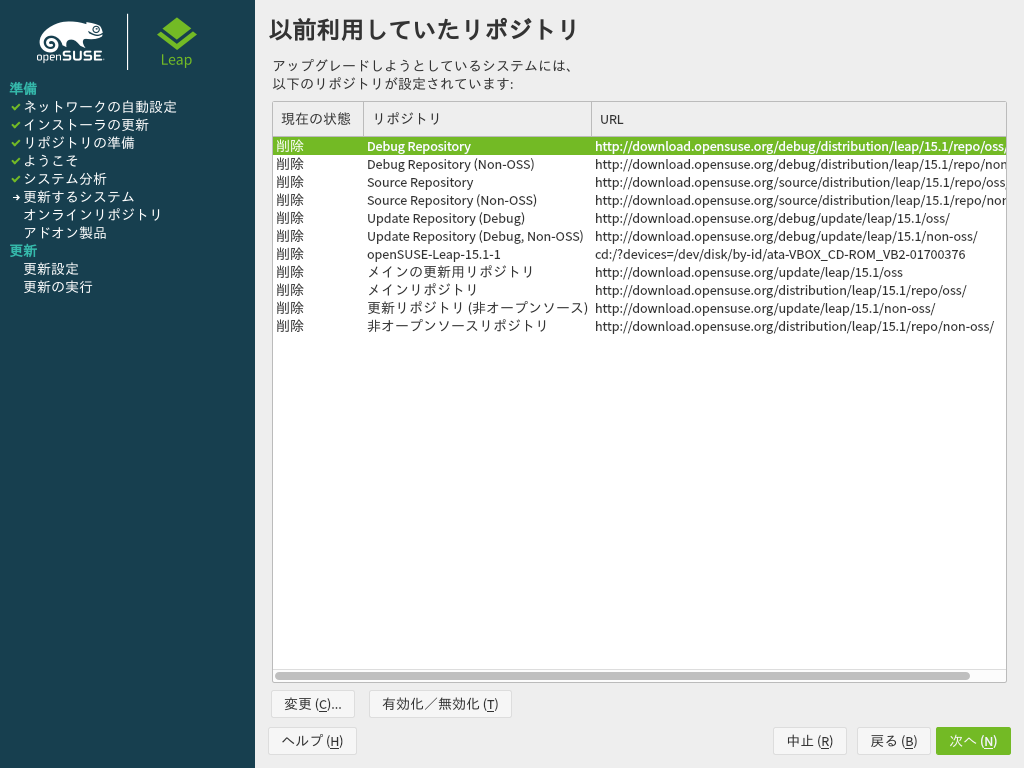 openSUSE
Leap
準備
ネットワークの自動設定
インストーラの更新
リポジトリの準備
ようこそ
システム分析
更新するシステム
オンラインリポジトリ
アドオン製品
更新
更新設定
更新の実行
以前利用していたリポジトリ
アップグレードしようとしているシステムには、
以下のリポジトリが設定されています:
現在の状態 リポジトリ URL
削除 Debug Repository http://download.opensuse.org/debug/distribution/leap/15.1/repo/oss/
削除 Debug Repository (Non-OSS) http://download.opensuse.org/debug/distribution/leap/15.1/repo/non
削除 Source Repository http://download.opensuse.org/source/distribution/leap/15.1/repo/oss
削除 Source Repository (Non-OSS) http://download.opensuse.org/source/distribution/leap/15.1/repo/non
削除 Update Repository (Debug) http://download.opensuse.org/debug/update/leap/15.1/oss/
削除 Update Repository (Debug, Non-OSS) http://download.opensuse.org/debug/update/leap/15.1/non-oss/
削除 openSUSE-Leap-15.1-1 cd:/?devices=/dev/disk/by-id/ata-VBOX_CD-ROM_VB2-01700376
削除 メインの更新用リポジトリ http://download.opensuse.org/update/leap/15.1/oss
削除 メインリポジトリ http://download.opensuse.org/distribution/leap/15.1/repo/oss/
削除 更新リポジトリ (非オープンソース) http://download.opensuse.org/update/leap/15.1/non-oss/
削除 非オープンソースリポジトリ http://download.opensuse.org/distribution/leap/15.1/repo/non-oss/
変更 (C)... 有効化／無効化 (T)
ヘルプ (H) 中止 (R) 戻る (B) 次へ (N)